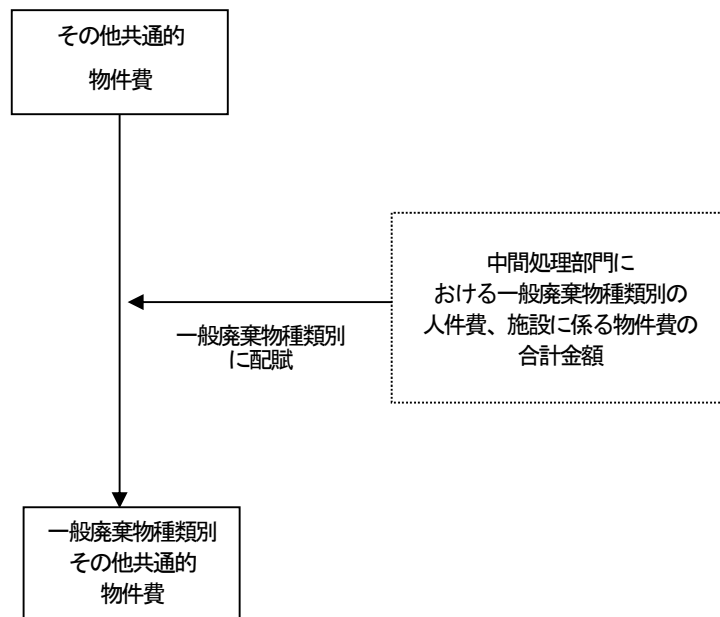 その他共通的
物件費
中間処理部門に
おける一般廃棄物種類別の
人件費、施設に係る物件費の
合計金額
一般廃棄物種類別
に配賦
一般廃棄物種類別
その他共通的
物件費